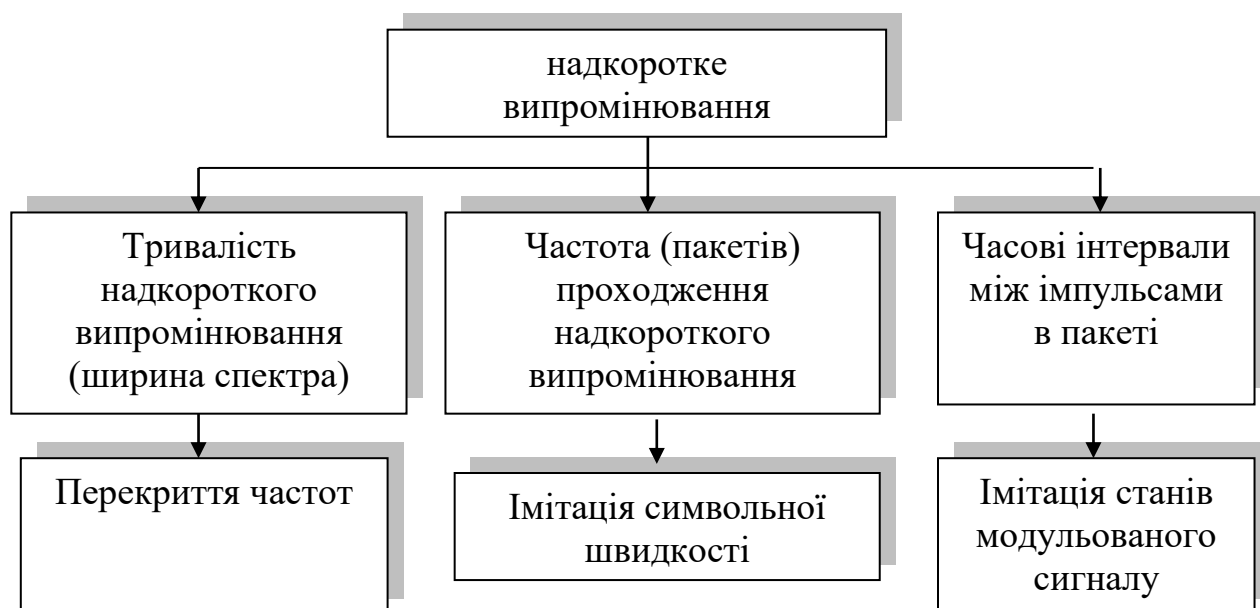 надкоротке
випромінювання
Тривалість
надкороткого
випромінювання
(ширина спектра)
Частота (пакетів)
проходження
надкороткого
випромінювання
Часові інтервали
між імпульсами
в пакеті
Перекриття частот
Імітація символьної
швидкості
Імітація станів
модульованого
сигналу